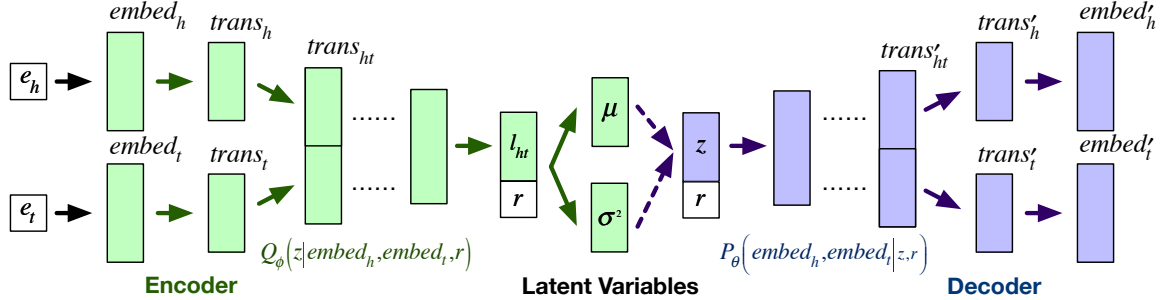 embed_h
trans_h
trans_ht
trans'_ht
trans'_h
embed'_h
e_h
......
......
μ
l_ht
z
embed_t
trans_t
......
......
trans'_t
embed'_t
e_t
r
σ²
r
Q_ϕ(z|embed_h,embed_t,r)
P_θ(embed_h,embed_t|z,r)
Encoder
Latent Variables
Decoder